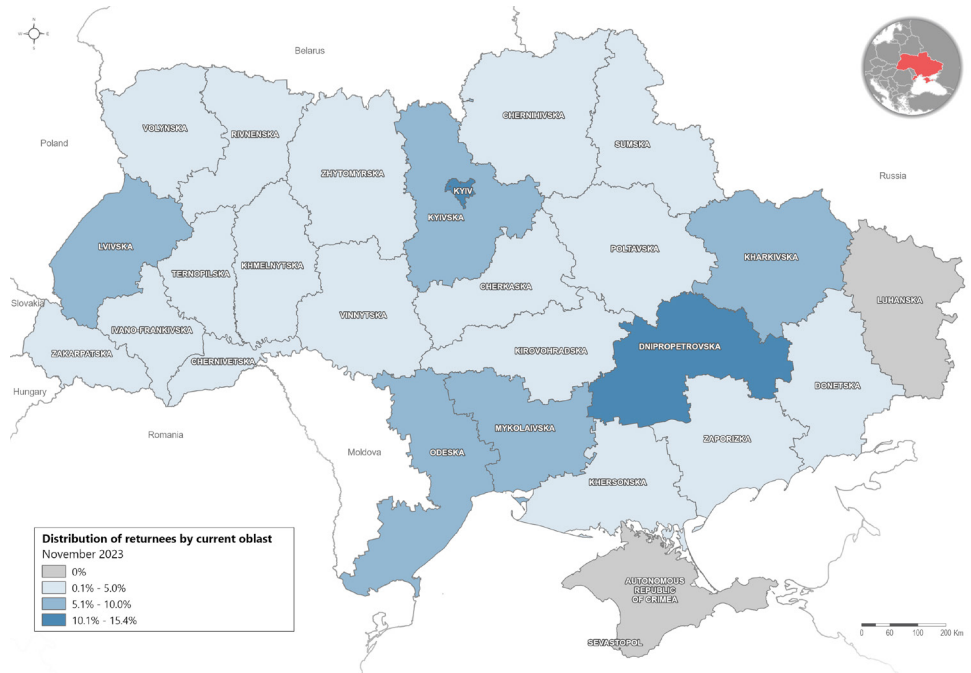 N
W
E
S
Belarus
Poland
Russia
Slovakia
Hungary
Romania
Moldova
VOLYNSKA
RIVNENSKA
ZHYTOMYRSKA
CHERNIHIVSKA
SUMSKA
KYIV
KYIVSKA
LVIVSKA
TERNOPILSKA
KHMELNYTSKA
POLTAVSKA
KHARKIVSKA
LUHANSKA
CHERKASKA
VINNYTSKA
IVANO-FRANKIVSKA
ZAKARPATSKA
CHERNIVETSKA
KIROVOHRADSKA
DNIPROPETROVSKA
DONETSKA
MYKOLAIVSKA
ODESKA
ZAPORIZKA
KHERSONSKA
AUTONOMOUS
REPUBLIC
OF CRIMEA
SEVASTOPOL
Distribution of returnees by current oblast
November 2023
0%
0.1% - 5.0%
5.1% - 10.0%
10.1% - 15.4%
0 50 100 200 Km